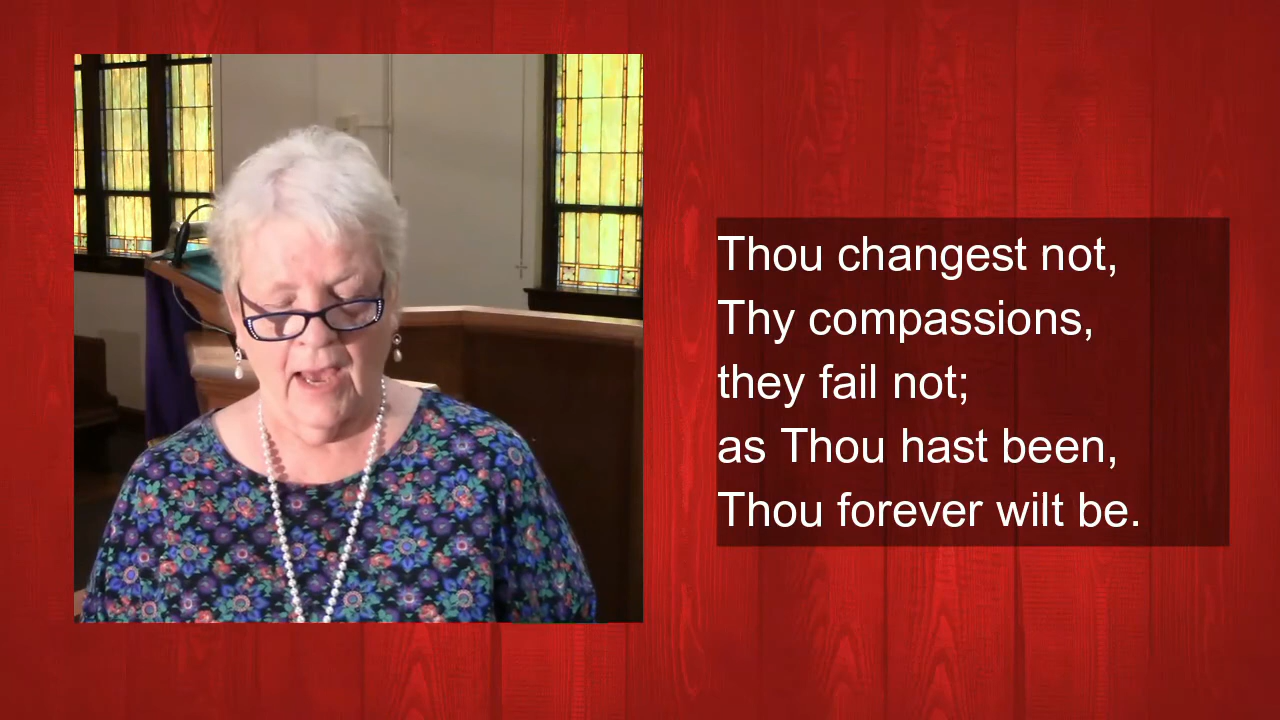 Thou changest not,
Thy compassions,
they fail not;
as Thou hast been,
Thou forever wilt be.